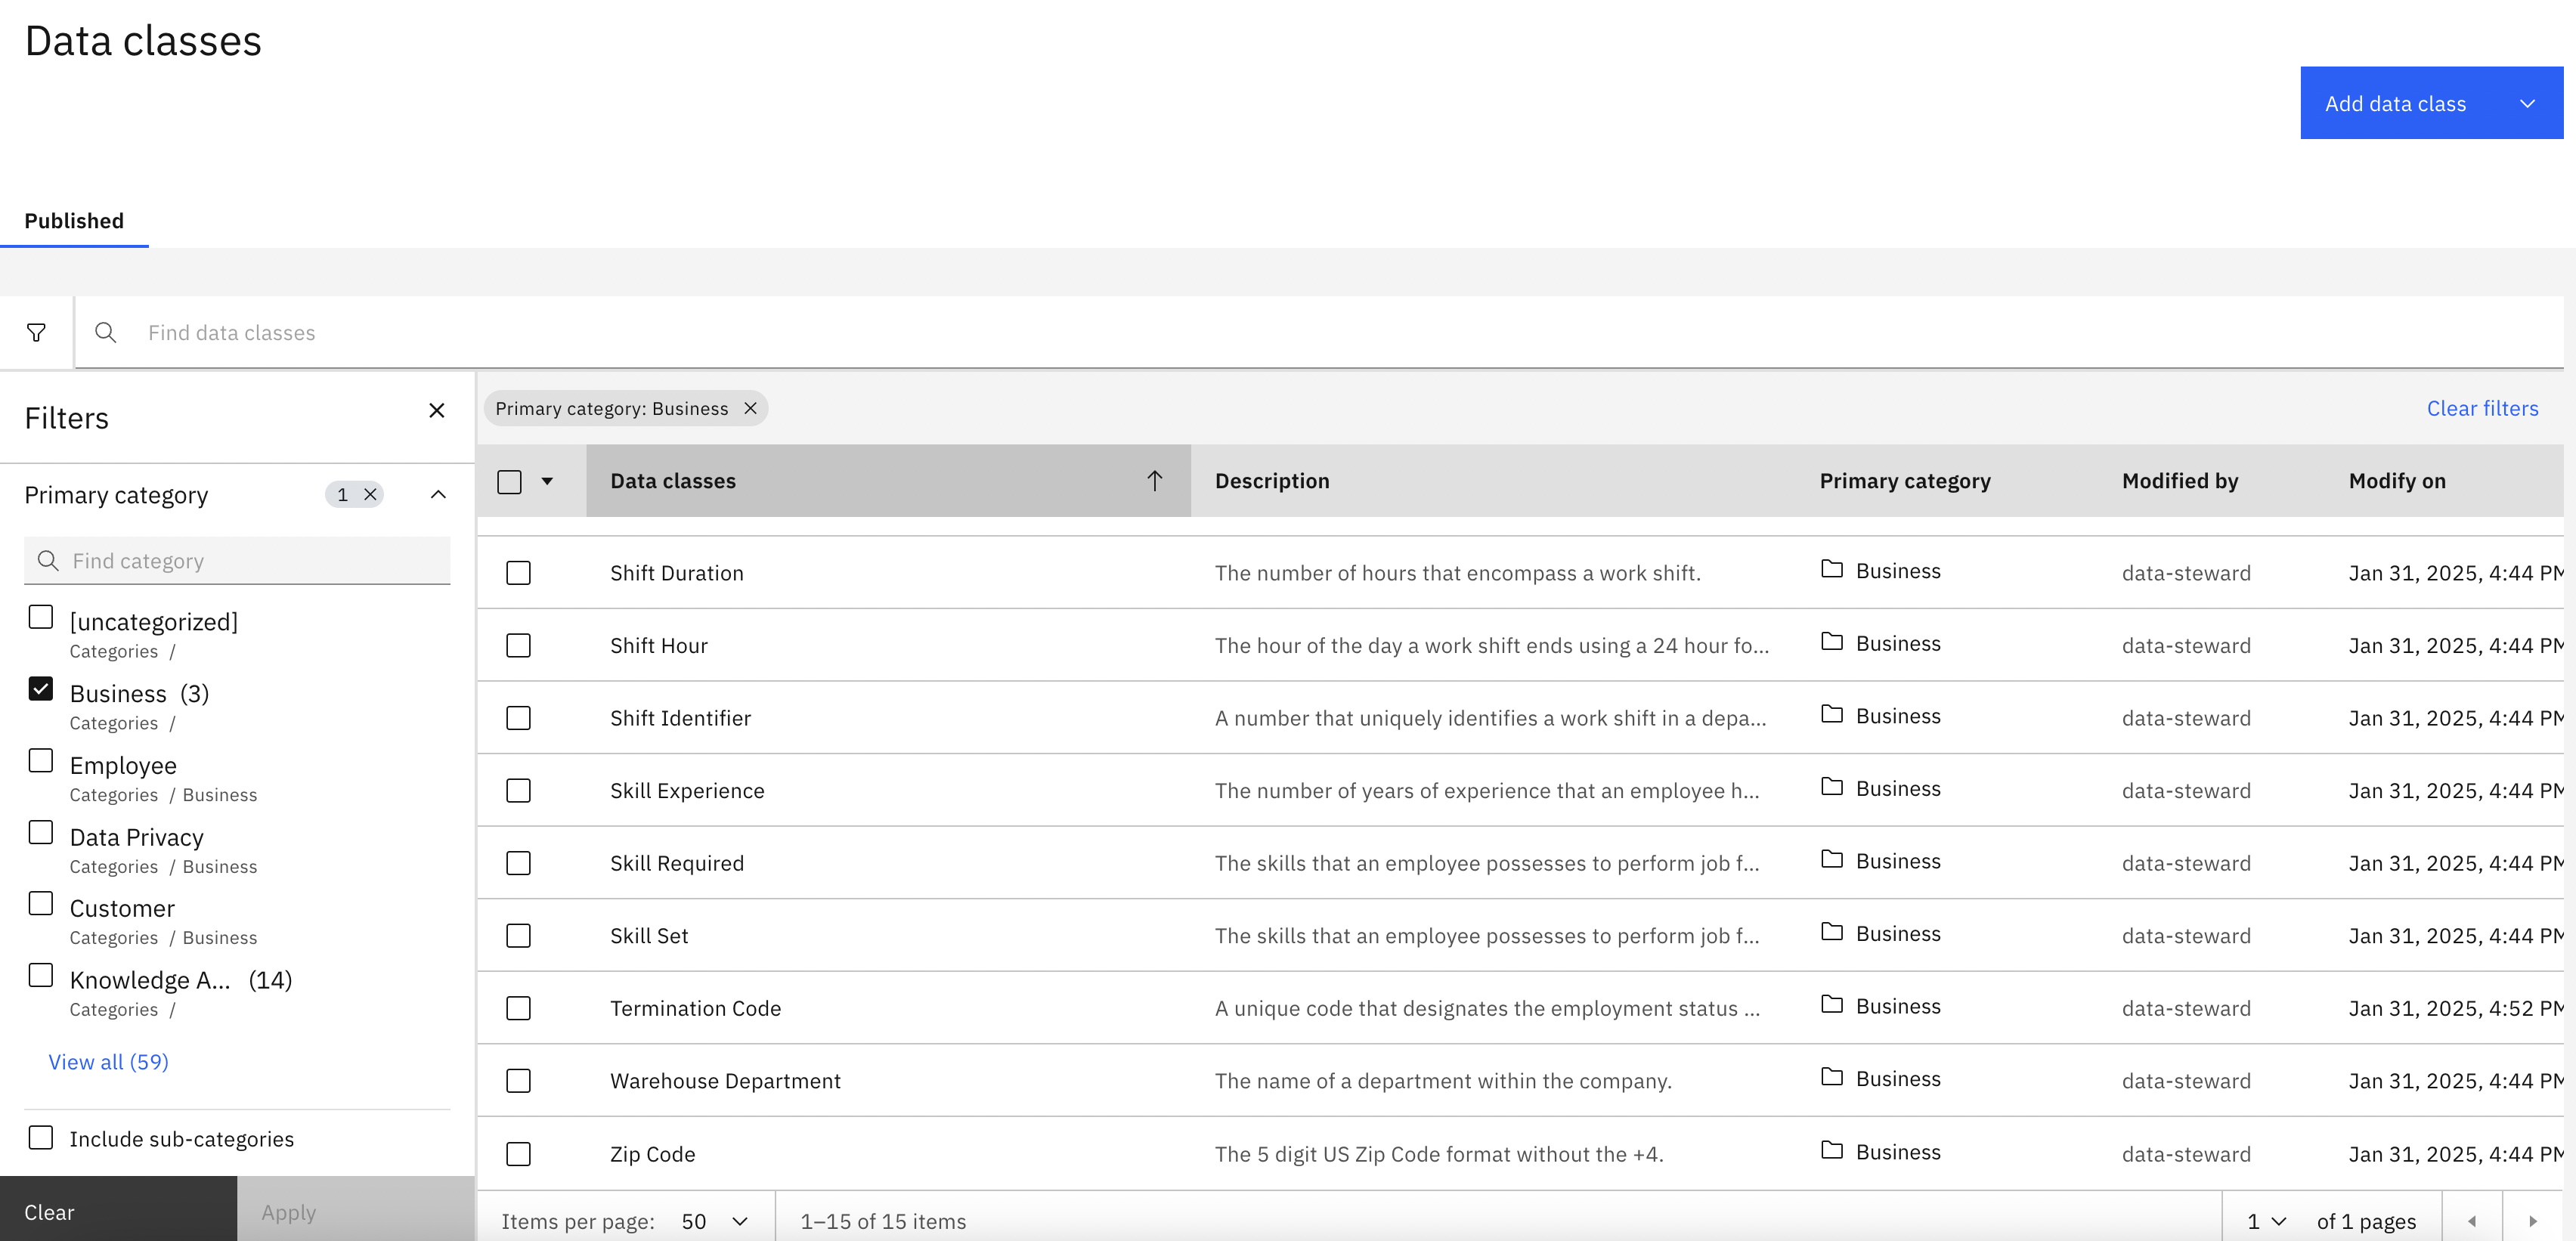 Data classes
Add data class
Published
Find data classes
Filters
Primary category 1
Find category
[uncategorized]
Categories /
Business (3)
Categories /
Employee
Categories / Business
Data Privacy
Categories / Business
Customer
Categories / Business
Knowledge A... (14)
Categories /
View all (59)
Include sub-categories
Clear Apply
Primary category: Business
Clear filters
Data classes Description Primary category Modified by Modify on
Shift Duration The number of hours that encompass a work shift. Business data-steward Jan 31, 2025, 4:44 PM
Shift Hour The hour of the day a work shift ends using a 24 hour fo... Business data-steward Jan 31, 2025, 4:44 PM
Shift Identifier A number that uniquely identifies a work shift in a depa... Business data-steward Jan 31, 2025, 4:44 PM
Skill Experience The number of years of experience that an employee h... Business data-steward Jan 31, 2025, 4:44 PM
Skill Required The skills that an employee possesses to perform job f... Business data-steward Jan 31, 2025, 4:44 PM
Skill Set The skills that an employee possesses to perform job f... Business data-steward Jan 31, 2025, 4:44 PM
Termination Code A unique code that designates the employment status ... Business data-steward Jan 31, 2025, 4:52 PM
Warehouse Department The name of a department within the company. Business data-steward Jan 31, 2025, 4:44 PM
Zip Code The 5 digit US Zip Code format without the +4. Business data-steward Jan 31, 2025, 4:44 PM
Items per page: 50 1–15 of 15 items 1 of 1 pages